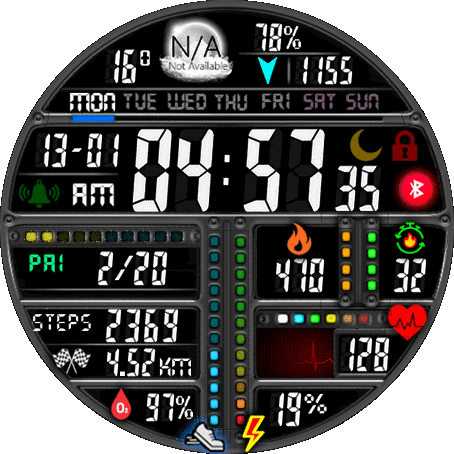 N/A
Not Available
78%
16°
1155
MON TUE WED THU FRI SAT SUN
13-01
AM
04:57
35
PAI
2/20
470
32
STEPS 2369
4.52 KM
128
O2 97%
19%